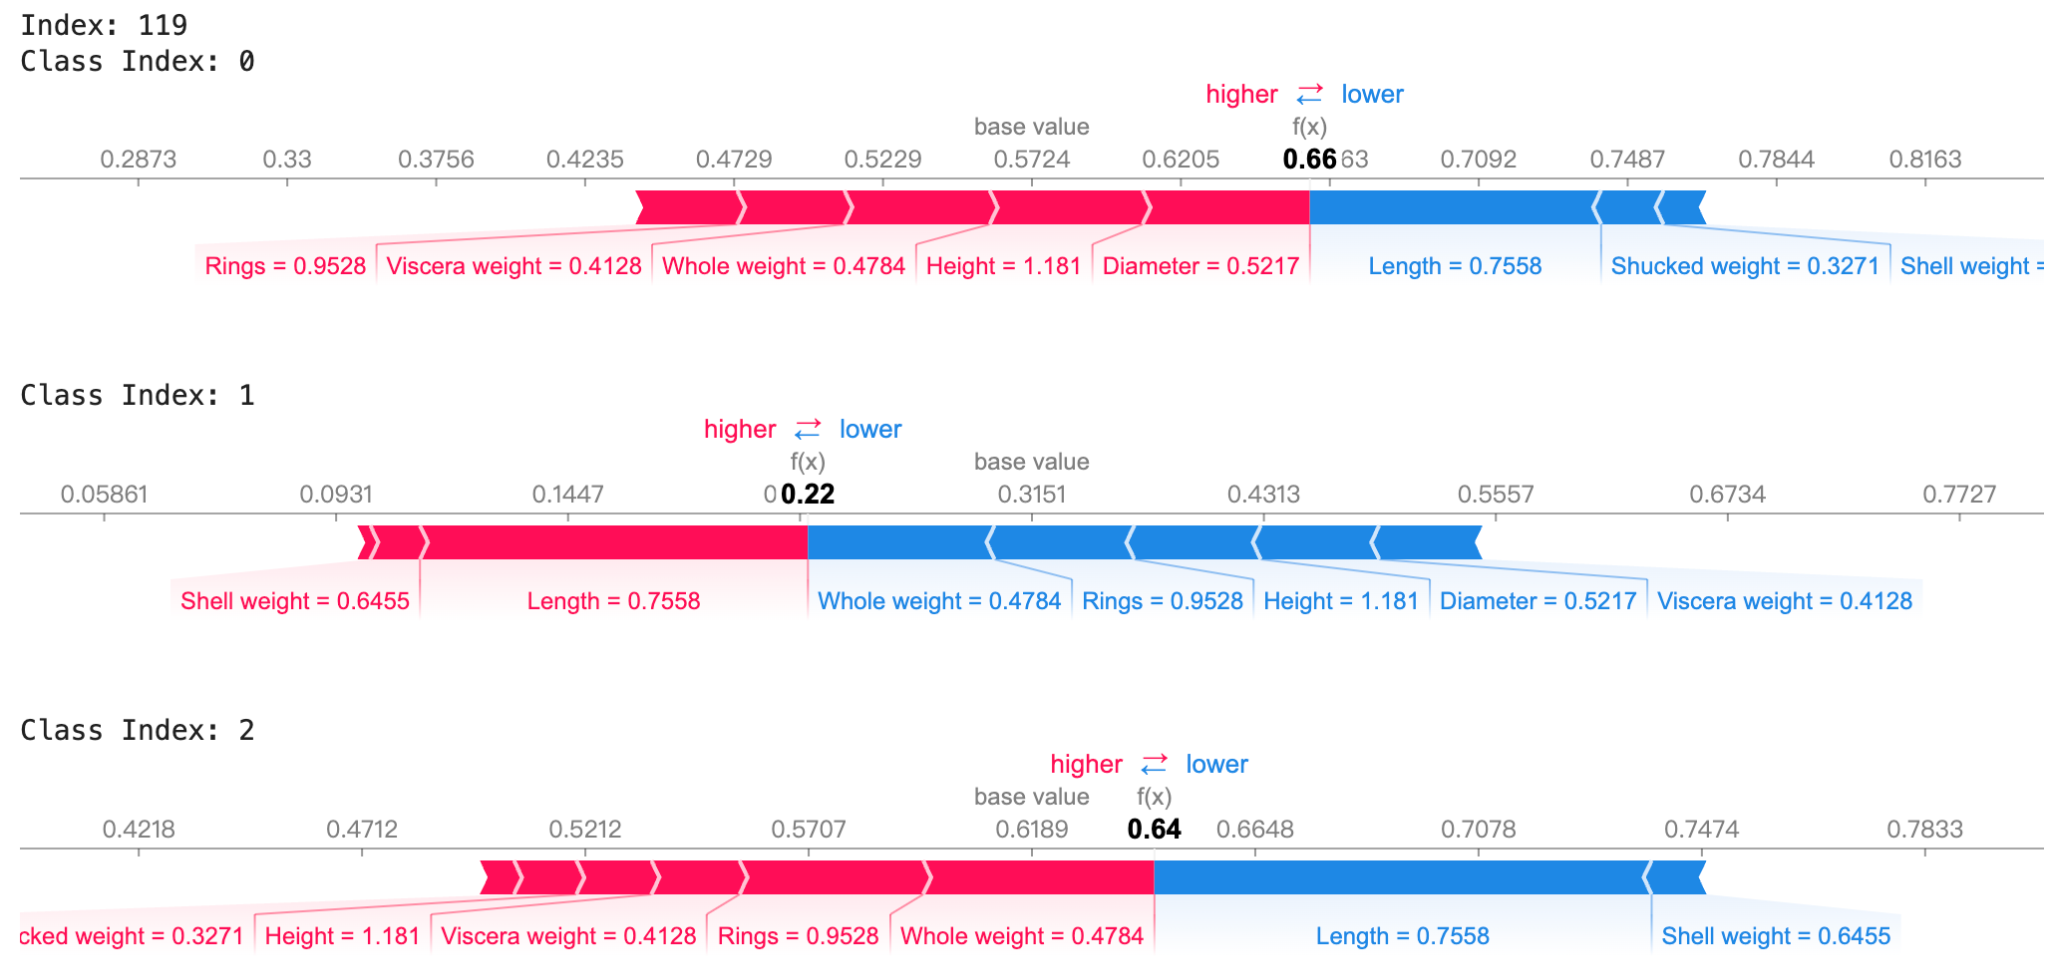 Index: 119
Class Index: 0
higher ⇄ lower
base value f(x)
0.2873 0.33 0.3756 0.4235 0.4729 0.5229 0.5724 0.6205 0.66 63 0.7092 0.7487 0.7844 0.8163
Rings = 0.9528 Viscera weight = 0.4128 Whole weight = 0.4784 Height = 1.181 Diameter = 0.5217 Length = 0.7558 Shucked weight = 0.3271 Shell weight =
Class Index: 1
higher ⇄ lower
f(x) base value
0.05861 0.0931 0.1447 0 0.22 0.3151 0.4313 0.5557 0.6734 0.7727
Shell weight = 0.6455 Length = 0.7558 Whole weight = 0.4784 Rings = 0.9528 Height = 1.181 Diameter = 0.5217 Viscera weight = 0.4128
Class Index: 2
higher ⇄ lower
base value f(x)
0.4218 0.4712 0.5212 0.5707 0.6189 0.64 0.6648 0.7078 0.7474 0.7833
cked weight = 0.3271 Height = 1.181 Viscera weight = 0.4128 Rings = 0.9528 Whole weight = 0.4784 Length = 0.7558 Shell weight = 0.6455